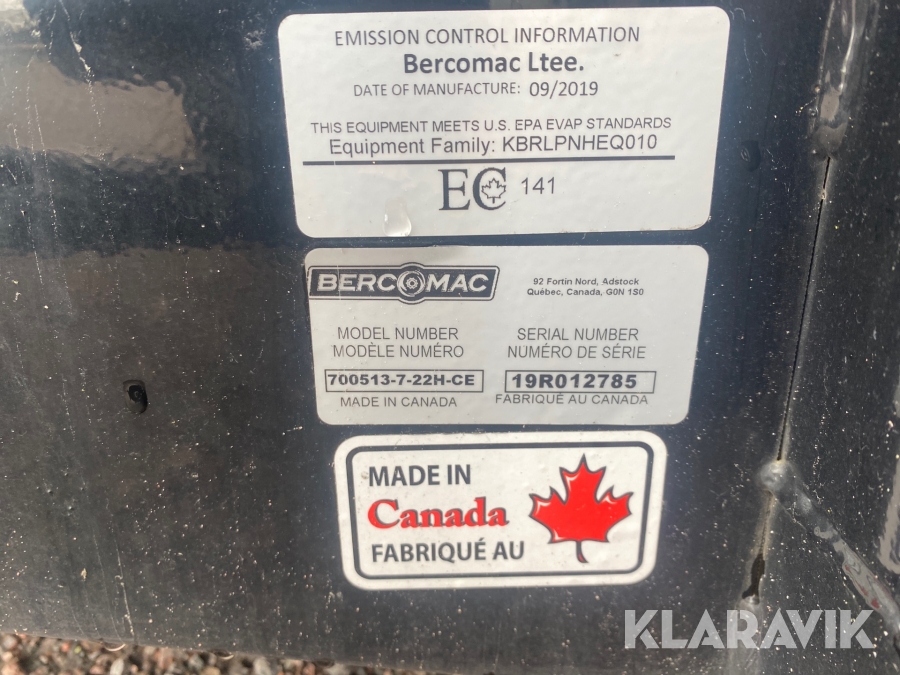 EMISSION CONTROL INFORMATION
Bercomac Ltee.
DATE OF MANUFACTURE: 09/2019
THIS EQUIPMENT MEETS U.S. EPA EVAP STANDARDS
Equipment Family: KBRLPNHEQ010
EC 141
BERCOMAC
92 Fortin Nord, Adstock
Québec, Canada, G0N 1S0
MODEL NUMBER
MODÈLE NUMÉRO
700513-7-22H-CE
MADE IN CANADA
SERIAL NUMBER
NUMÉRO DE SÉRIE
19R012785
FABRIQUÉ AU CANADA
MADE IN
Canada
FABRIQUÉ AU
KLARAVIK